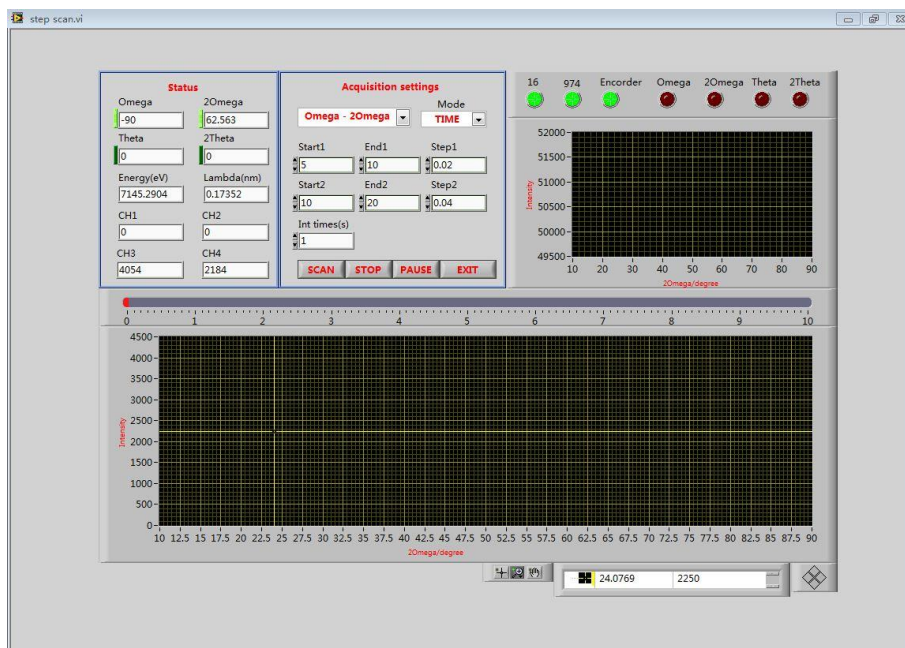 step scan.vi
Status
Omega 2Omega
-90 62.563
Theta 2Theta
0 0
Energy(eV) Lambda(nm)
7145.2904 0.17352
CH1 CH2
0 0
CH3 CH4
4054 2184
Acquisition settings
Mode
Omega - 2Omega TIME
Start1 End1 Step1
5 10 0.02
Start2 End2 Step2
10 20 0.04
Int times(s)
1
SCAN STOP PAUSE EXIT
16 974 Encorder Omega 2Omega Theta 2Theta
52000
51500
51000
50500
50000
49500
Intensity
10 20 30 40 50 60 70 80 90
2Omega/degree
0 1 2 3 4 5 6 7 8 9 10
4500
4000
3500
3000
2500
2000
1500
1000
500
0
Intensity
10 12.5 15 17.5 20 22.5 25 27.5 30 32.5 35 37.5 40 42.5 45 47.5 50 52.5 55 57.5 60 62.5 65 67.5 70 72.5 75 77.5 80 82.5 85 87.5 90
2Omega/degree
24.0769 2250